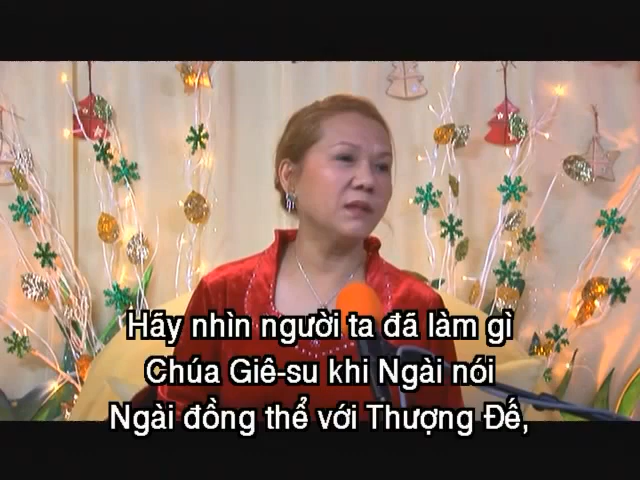 Hãy nhìn người ta đã làm gì
Chúa Giê-su khi Ngài nói
Ngài đồng thể với Thượng Đế,